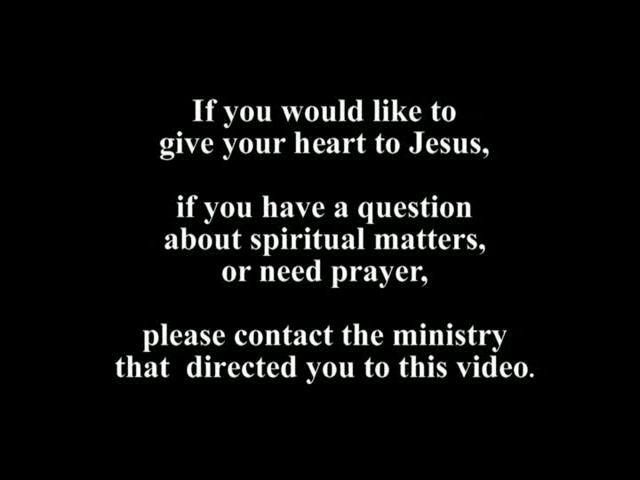 If you would like to
give your heart to Jesus,
if you have a question
about spiritual matters,
or need prayer,
please contact the ministry
that  directed you to this video.